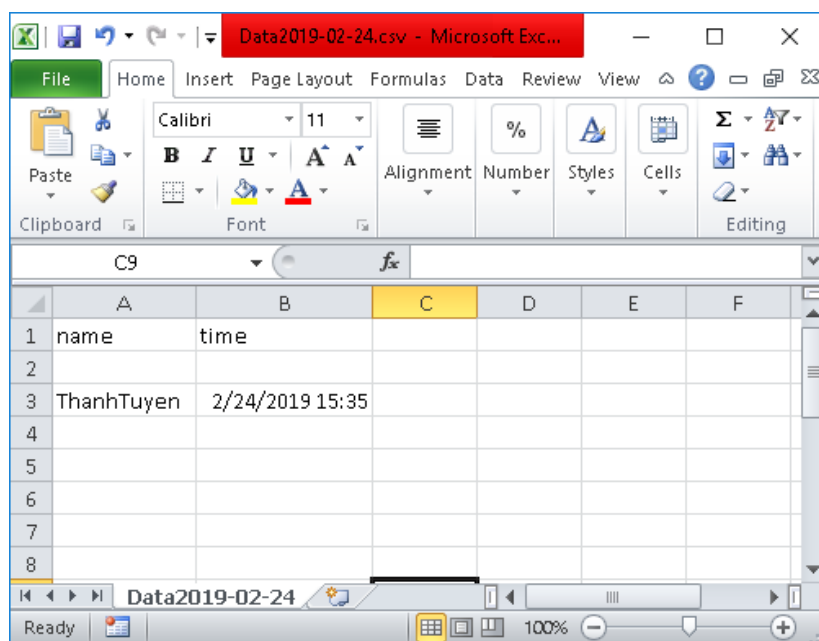 Data2019-02-24.csv - Microsoft Exc...
File Home Insert Page Layout Formulas Data Review View
Calibri 11
B I U A A
Paste Alignment Number Styles Cells
Clipboard Font Editing
C9 fx
A B C D E F
1 name time
2
3 ThanhTuyen 2/24/2019 15:35
4
5
6
7
8
Data2019-02-24
Ready 100%